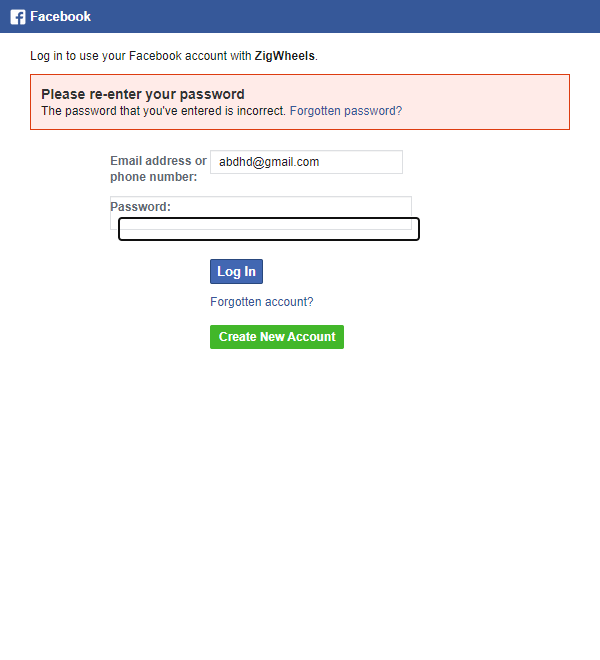 Facebook
Log in to use your Facebook account with ZigWheels.
Please re-enter your password
The password that you've entered is incorrect. Forgotten password?
Email address or
phone number:
abdhd@gmail.com
Password:
Log In
Forgotten account?
Create New Account